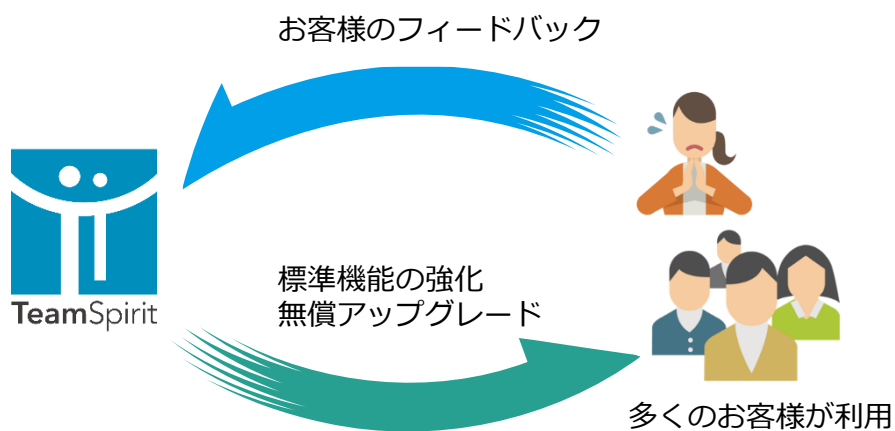 お客様のフィードバック
TeamSpirit
標準機能の強化
無償アップグレード
多くのお客様が利用